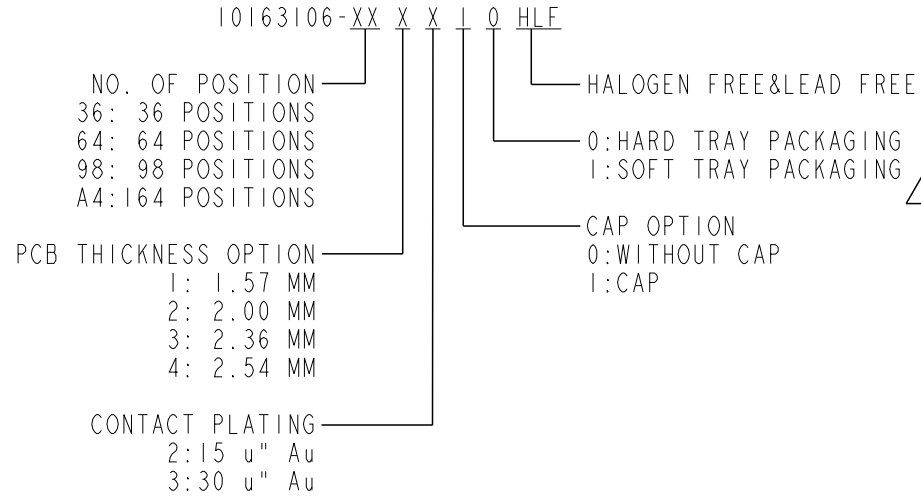 10163106-XX X X 1 0 HLF
NO. OF POSITION
36: 36 POSITIONS
64: 64 POSITIONS
98: 98 POSITIONS
A4:164 POSITIONS
PCB THICKNESS OPTION
1: 1.57 MM
2: 2.00 MM
3: 2.36 MM
4: 2.54 MM
CONTACT PLATING
2:15 u" Au
3:30 u" Au
HALOGEN FREE&LEAD FREE
0:HARD TRAY PACKAGING
1:SOFT TRAY PACKAGING
CAP OPTION
0:WITHOUT CAP
1:CAP